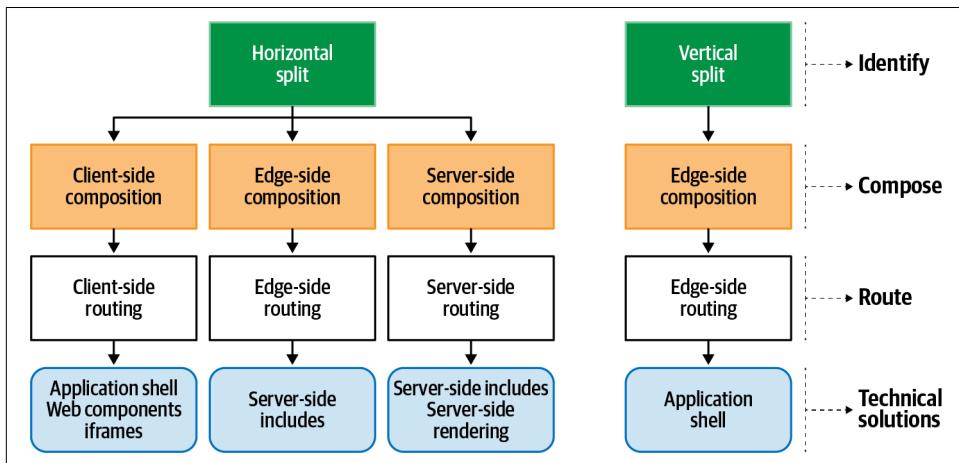 Horizontal
split
Vertical
split
Identify
Client-side
composition
Edge-side
composition
Server-side
composition
Edge-side
composition
Compose
Client-side
routing
Edge-side
routing
Server-side
routing
Edge-side
routing
Route
Application shell
Web components
iframes
Server-side
includes
Server-side includes
Server-side
rendering
Application
shell
Technical
solutions